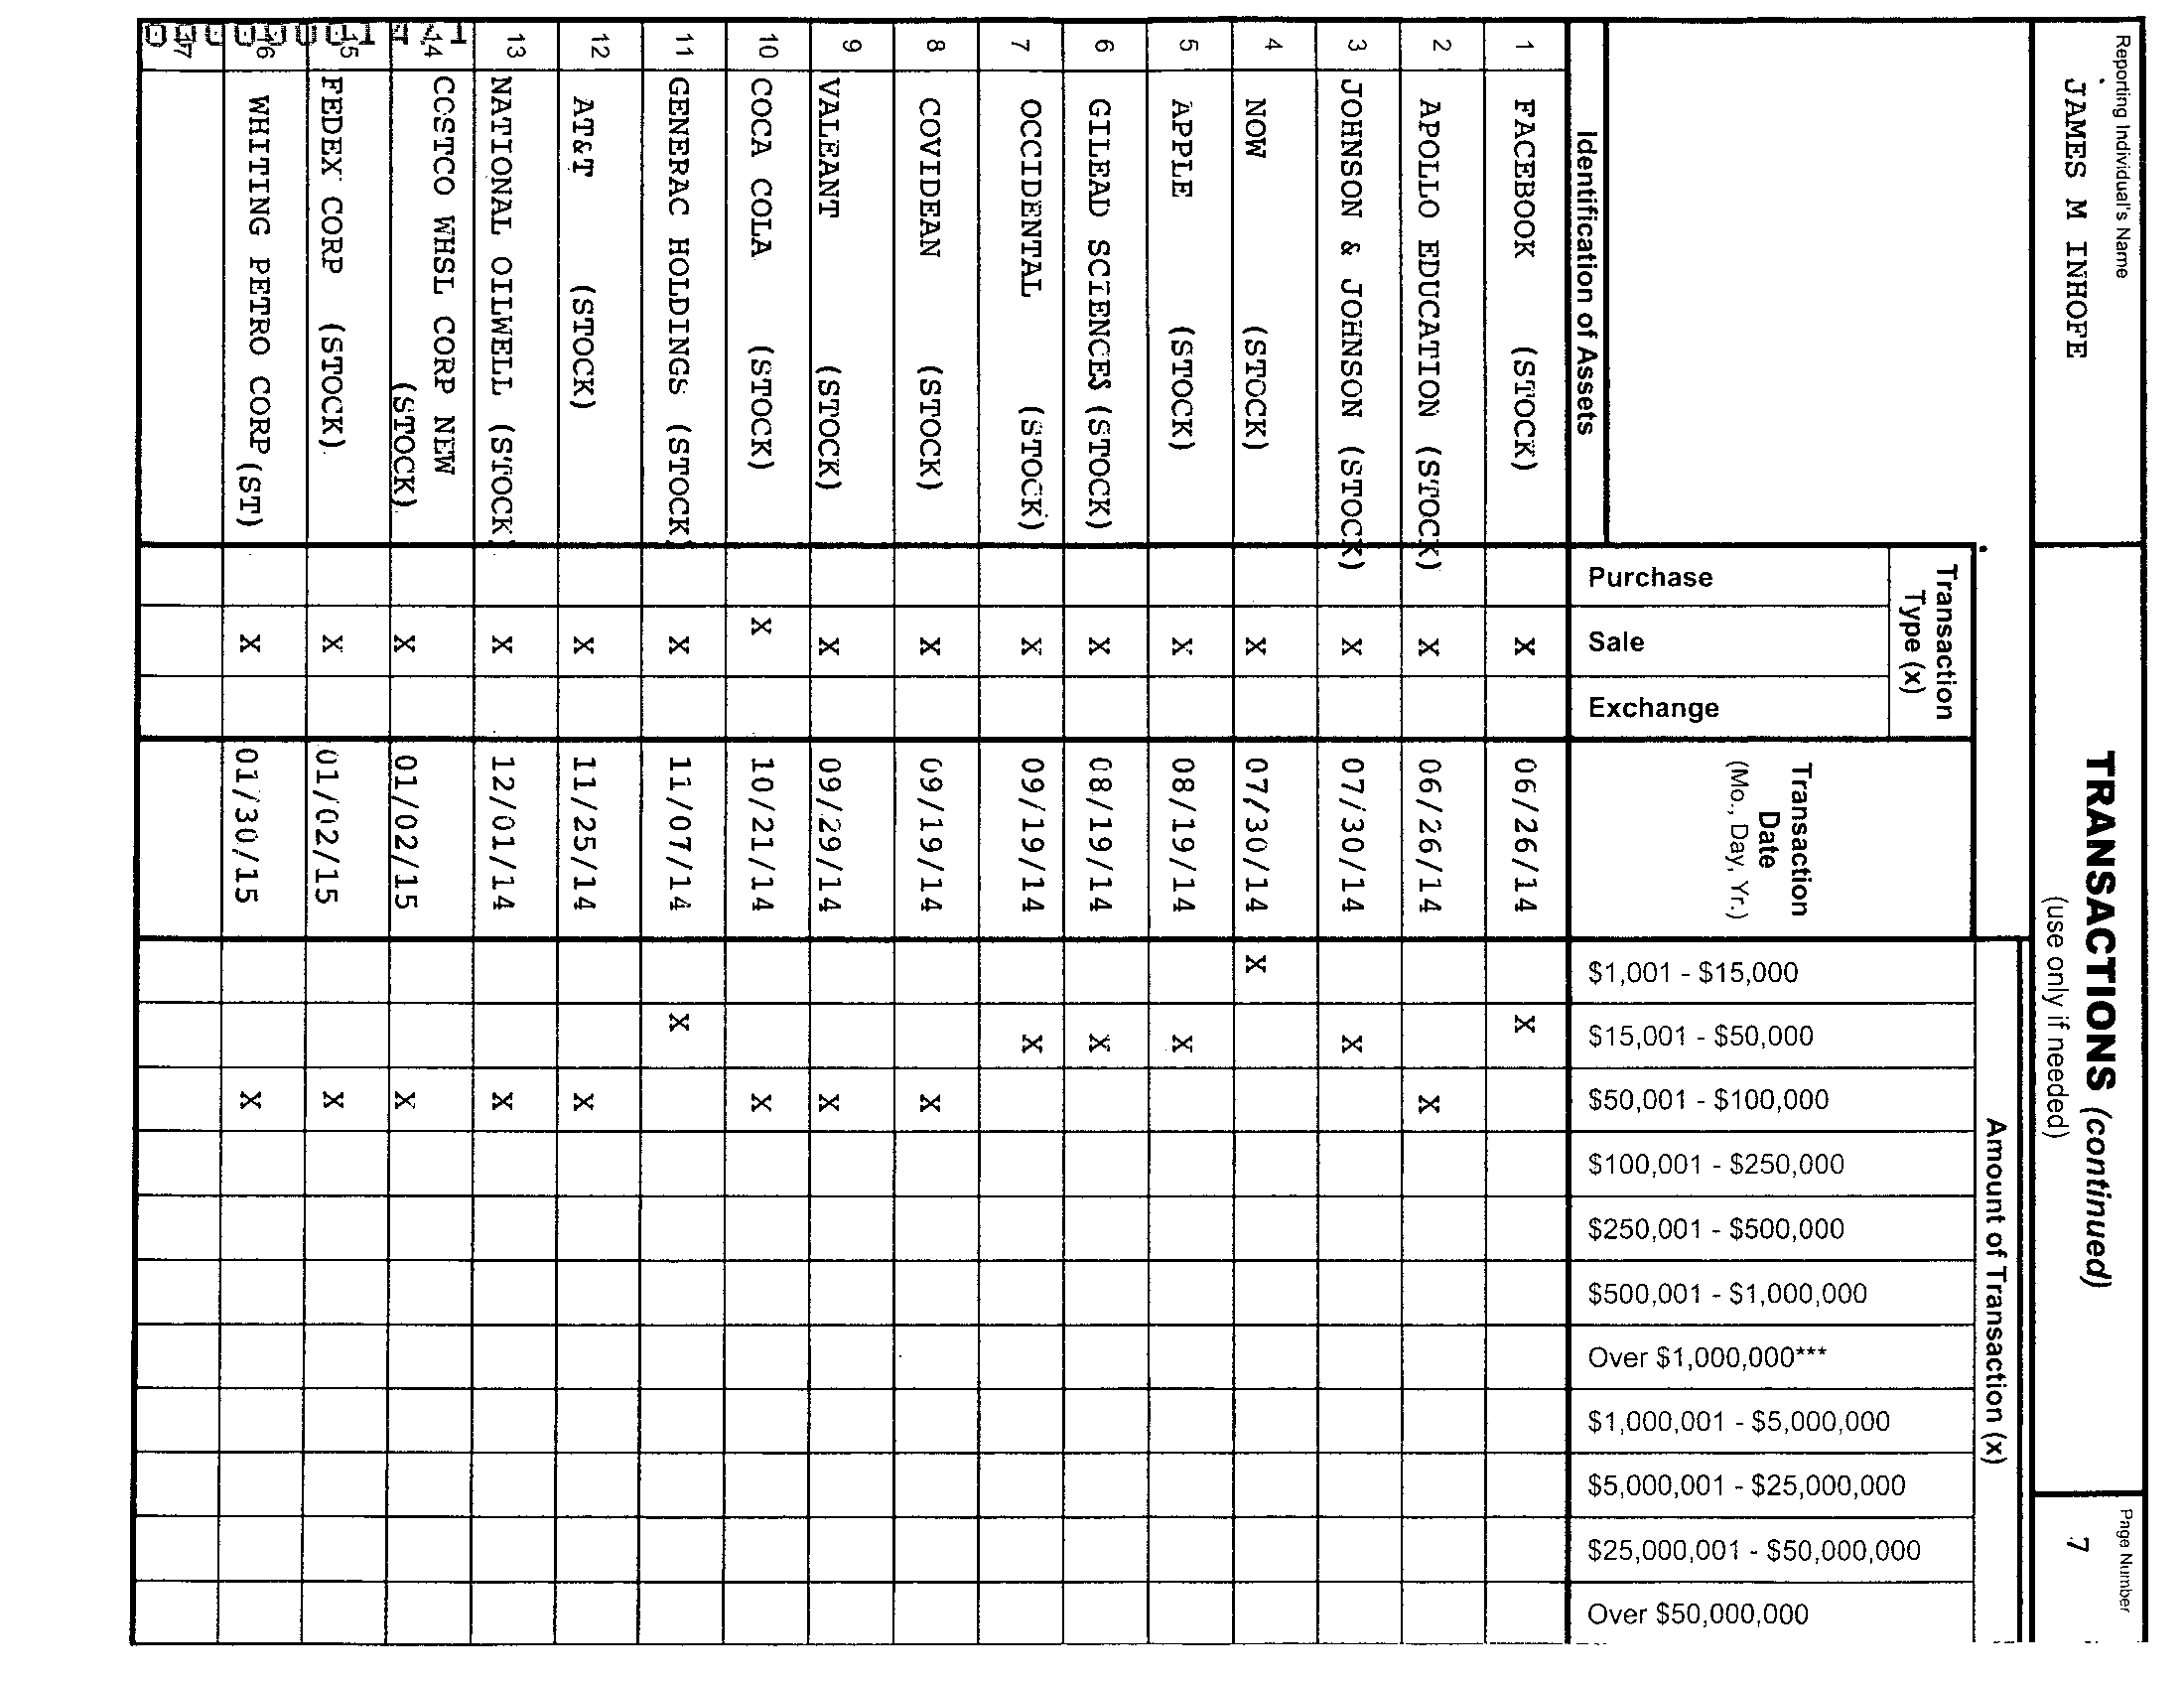 Reporting Individual's Name
JAMES M INHOFE
TRANSACTIONS (continued)
(use only if needed)
Page Number
7
Identification of Assets
Transaction
Type (x)
Purchase
Sale
Exchange
Transaction
Date
(Mo., Day, Yr.)
Amount of Transaction (x)
$1,001 - $15,000
$15,001 - $50,000
$50,001 - $100,000
$100,001 - $250,000
$250,001 - $500,000
$500,001 - $1,000,000
Over $1,000,000***
$1,000,001 - $5,000,000
$5,000,001 - $25,000,000
$25,000,001 - $50,000,000
Over $50,000,000
1 FACEBOOK (STOCK) X 06/26/14 X
2 APOLLO EDUCATION (STOCK) X 06/26/14 X
3 JOHNSON & JOHNSON (STOCK) X 07/30/14 X
4 NOW (STOCK) X 07/30/14 X
5 APPLE (STOCK) X 08/19/14 X
6 GILEAD SCIENCES (STOCK) X 08/19/14 X
7 OCCIDENTAL (STOCK) X 09/19/14 X
8 COVIDEAN (STOCK) X 09/19/14 X
9 VALEANT (STOCK) X 09/29/14 X
10 COCA COLA (STOCK) X 10/21/14 X
11 GENERAC HOLDINGS (STOCK X 11/07/14 X
12 AT&T (STOCK) X 11/25/14 X
13 NATIONAL OILWELL (STOCK X 12/01/14 X
14 COSTCO WHSL CORP NEW
(STOCK) X 01/02/15 X
15 FEDEX CORP (STOCK) X 01/02/15 X
16 WHITING PETRO CORP (ST) X 01/30/15 X
17